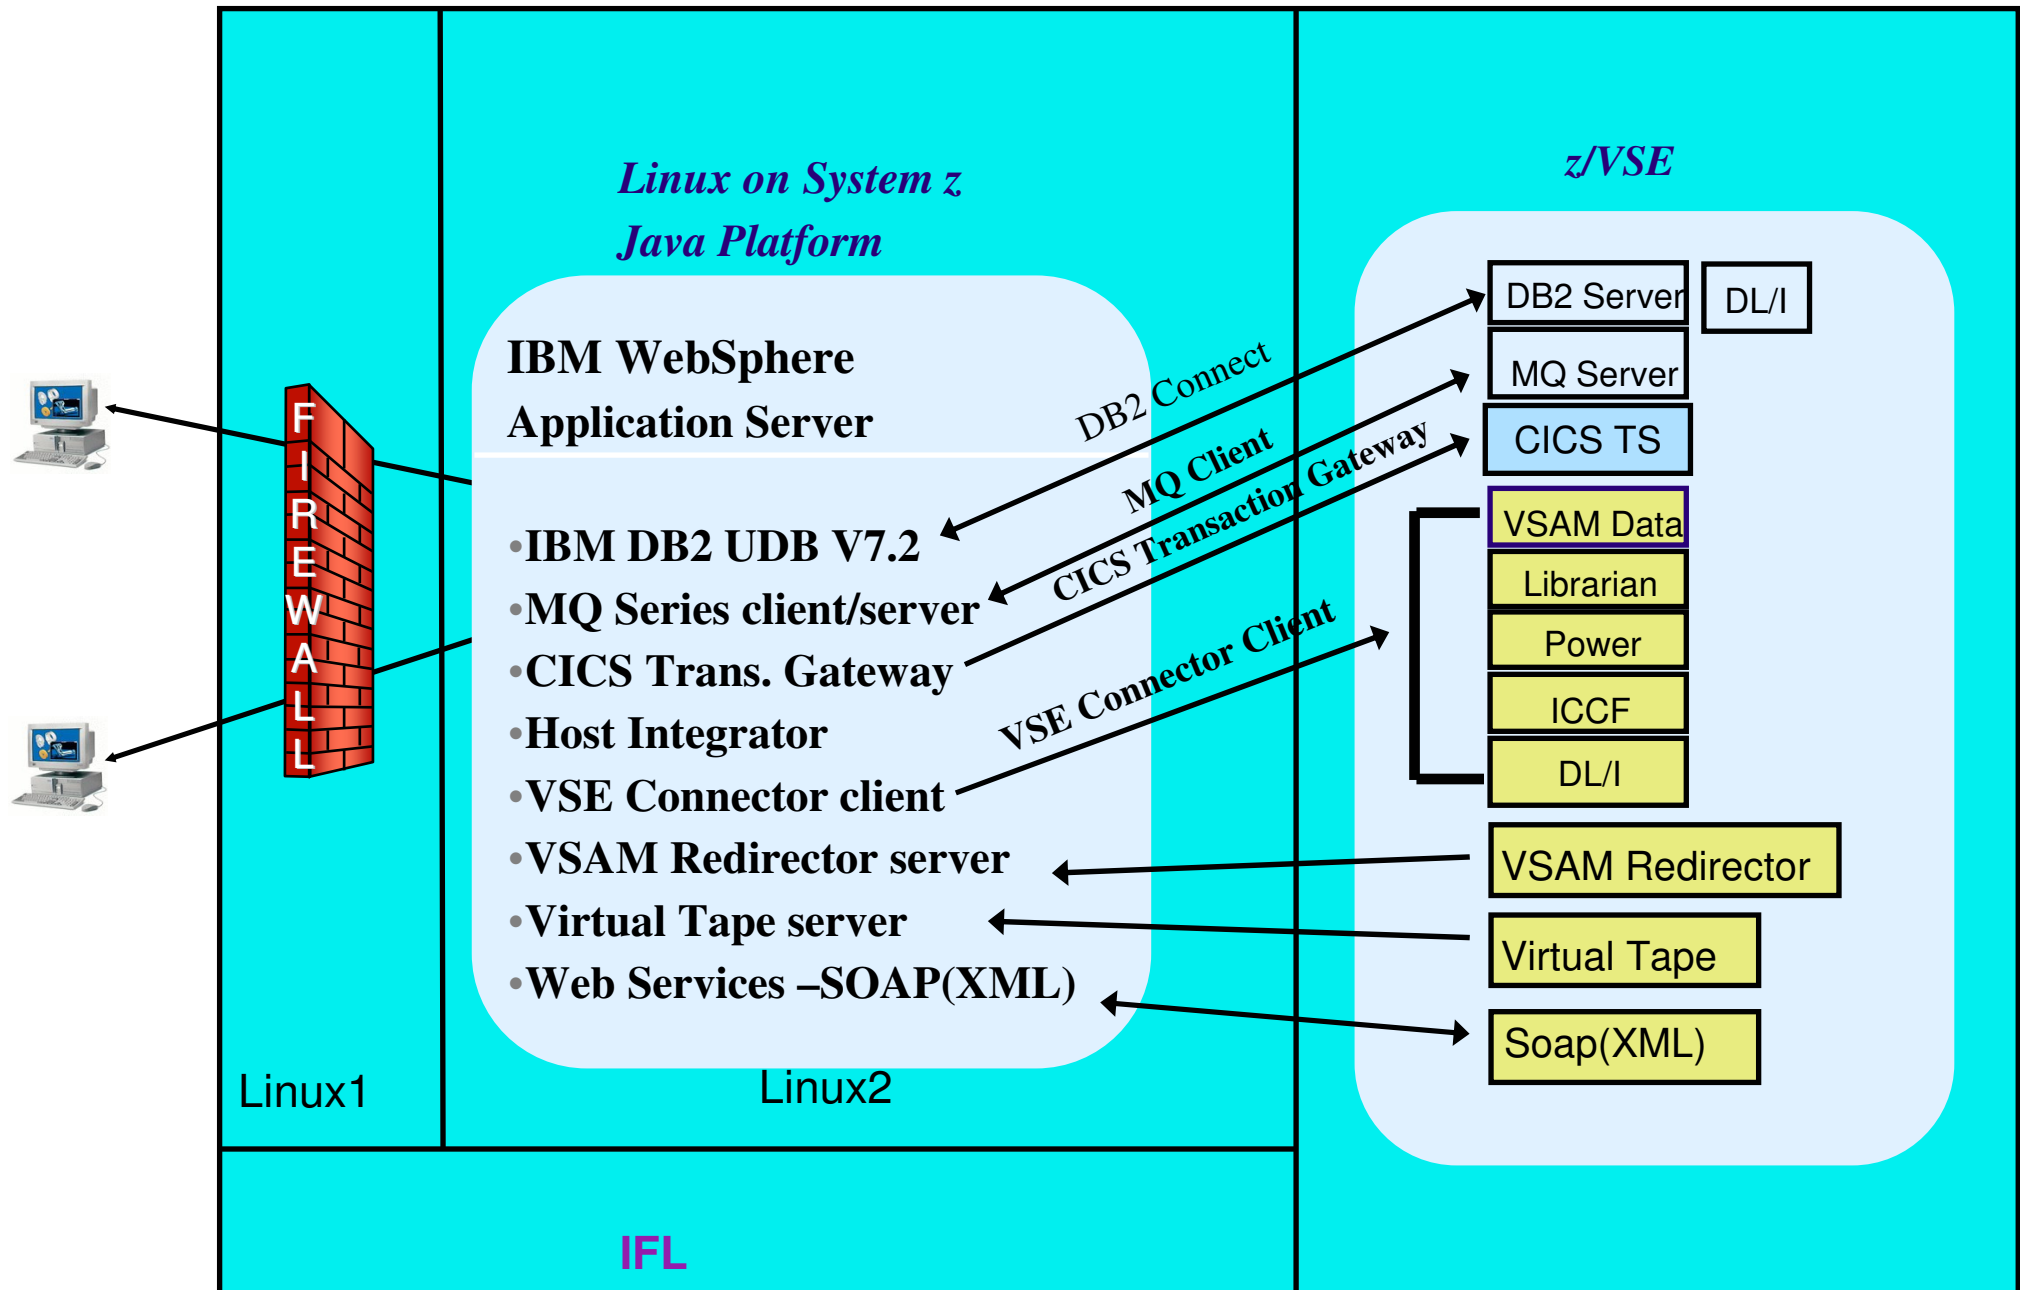 Linux on System z
Java Platform
z/VSE
FIREWALL
IBM WebSphere
Application Server
•IBM DB2 UDB V7.2
•MQ Series client/server
•CICS Trans. Gateway
•Host Integrator
•VSE Connector client
•VSAM Redirector server
•Virtual Tape server
•Web Services –SOAP(XML)
DB2 Connect
MQ Client
CICS Transaction Gateway
VSE Connector Client
DB2 Server
DL/I
MQ Server
CICS TS
VSAM Data
Librarian
Power
ICCF
DL/I
VSAM Redirector
Virtual Tape
Soap(XML)
Linux1
Linux2
IFL